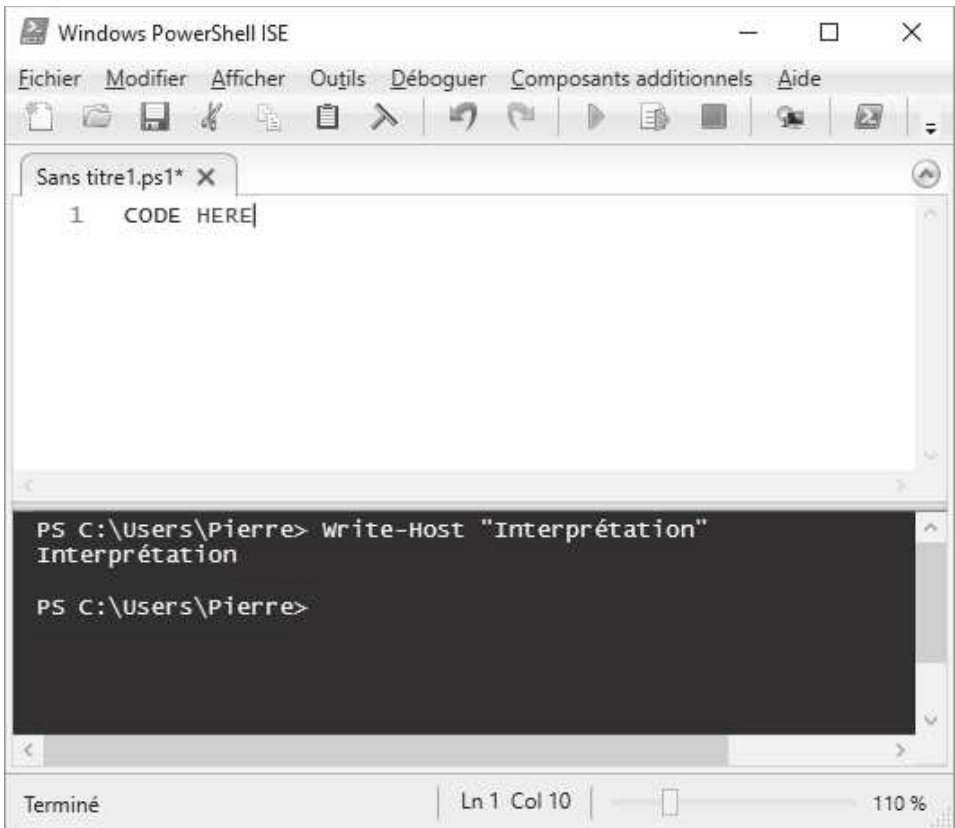 Windows PowerShell ISE
Fichier Modifier Afficher Outils Déboguer Composants additionnels Aide
Sans titre1.ps1*
1 CODE HERE
PS C:\Users\Pierre> Write-Host "Interprétation"
Interprétation
PS C:\Users\Pierre>
Terminé Ln 1 Col 10 110 %